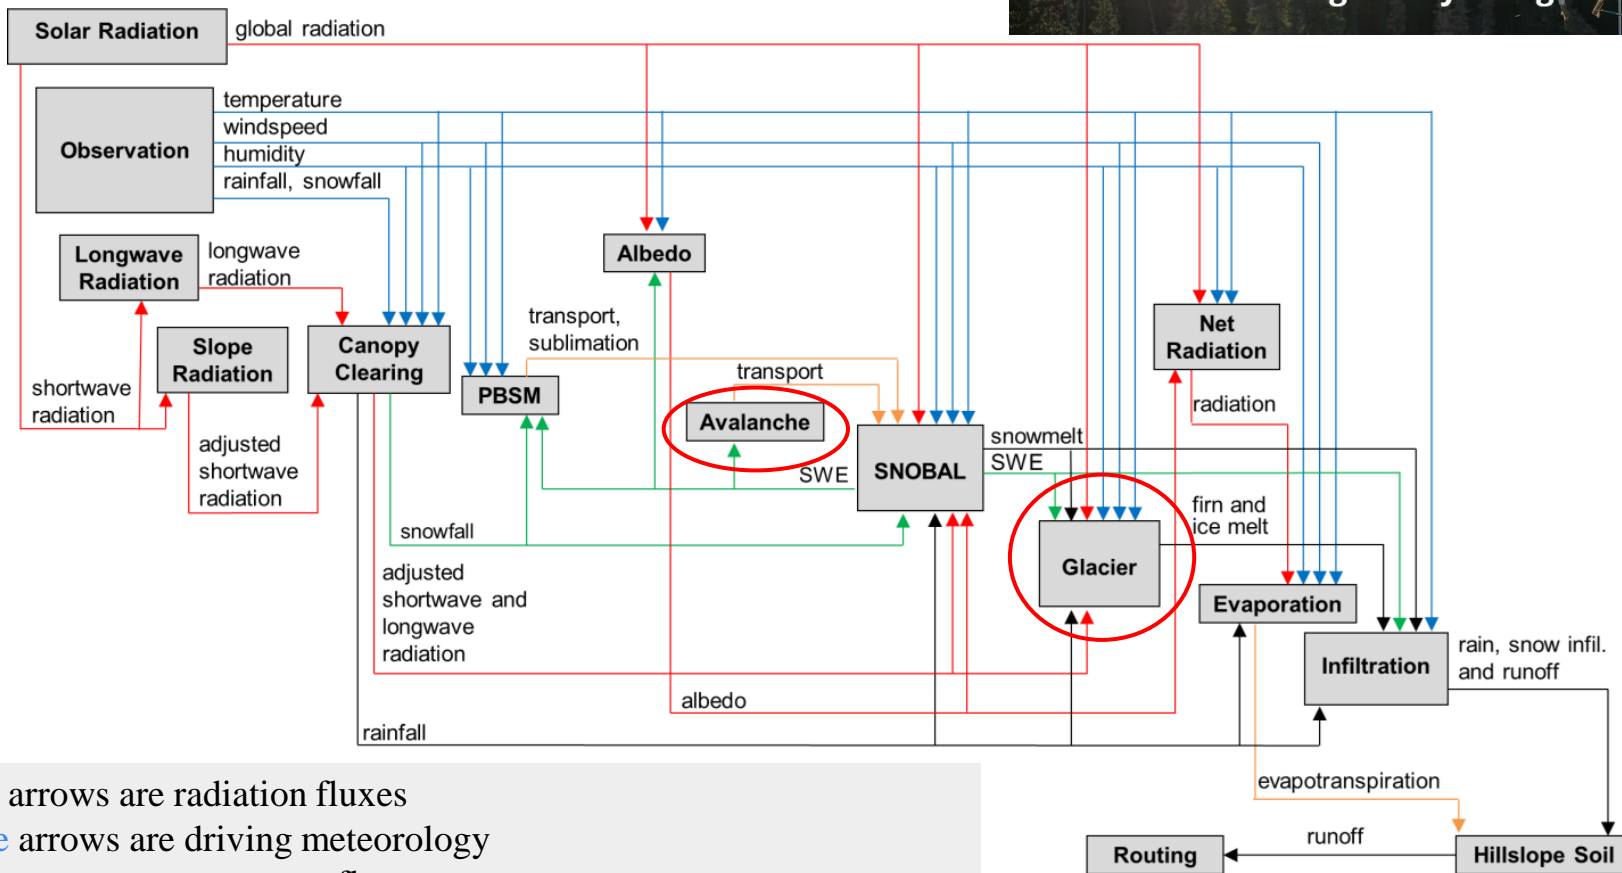 Solar Radiation
global radiation
Observation
temperature
windspeed
humidity
rainfall, snowfall
Longwave
Radiation
longwave
radiation
Albedo
Slope
Radiation
Canopy
Clearing
transport,
sublimation
Net
Radiation
shortwave
radiation
PBSM
transport
Avalanche
radiation
adjusted
shortwave
radiation
SWE
SNOBAL
snowmelt
SWE
snowfall
firn and
ice melt
Glacier
adjusted
shortwave and
longwave
radiation
Evaporation
Infiltration
rain, snow infil.
and runoff
albedo
rainfall
evapotranspiration
arrows are radiation fluxes
arrows are driving meteorology
runoff
Routing
Hillslope Soil